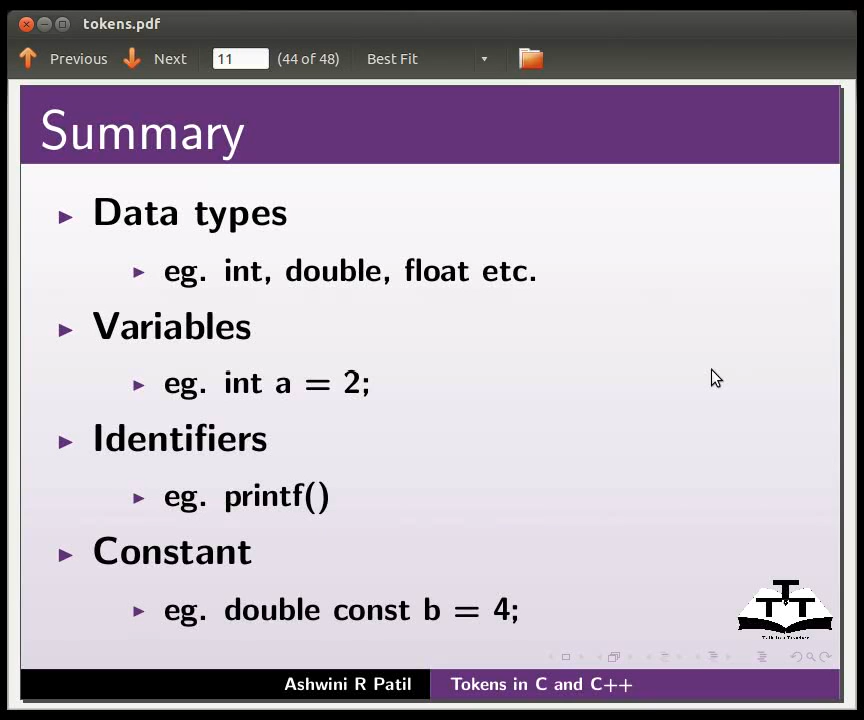 tokens.pdf
Previous Next 11 (44 of 48) Best Fit
Summary
Data types
eg. int, double, float etc.
Variables
eg. int a = 2;
Identifiers
eg. printf()
Constant
eg. double const b = 4;
T
T T
Ashwini R Patil Tokens in C and C++